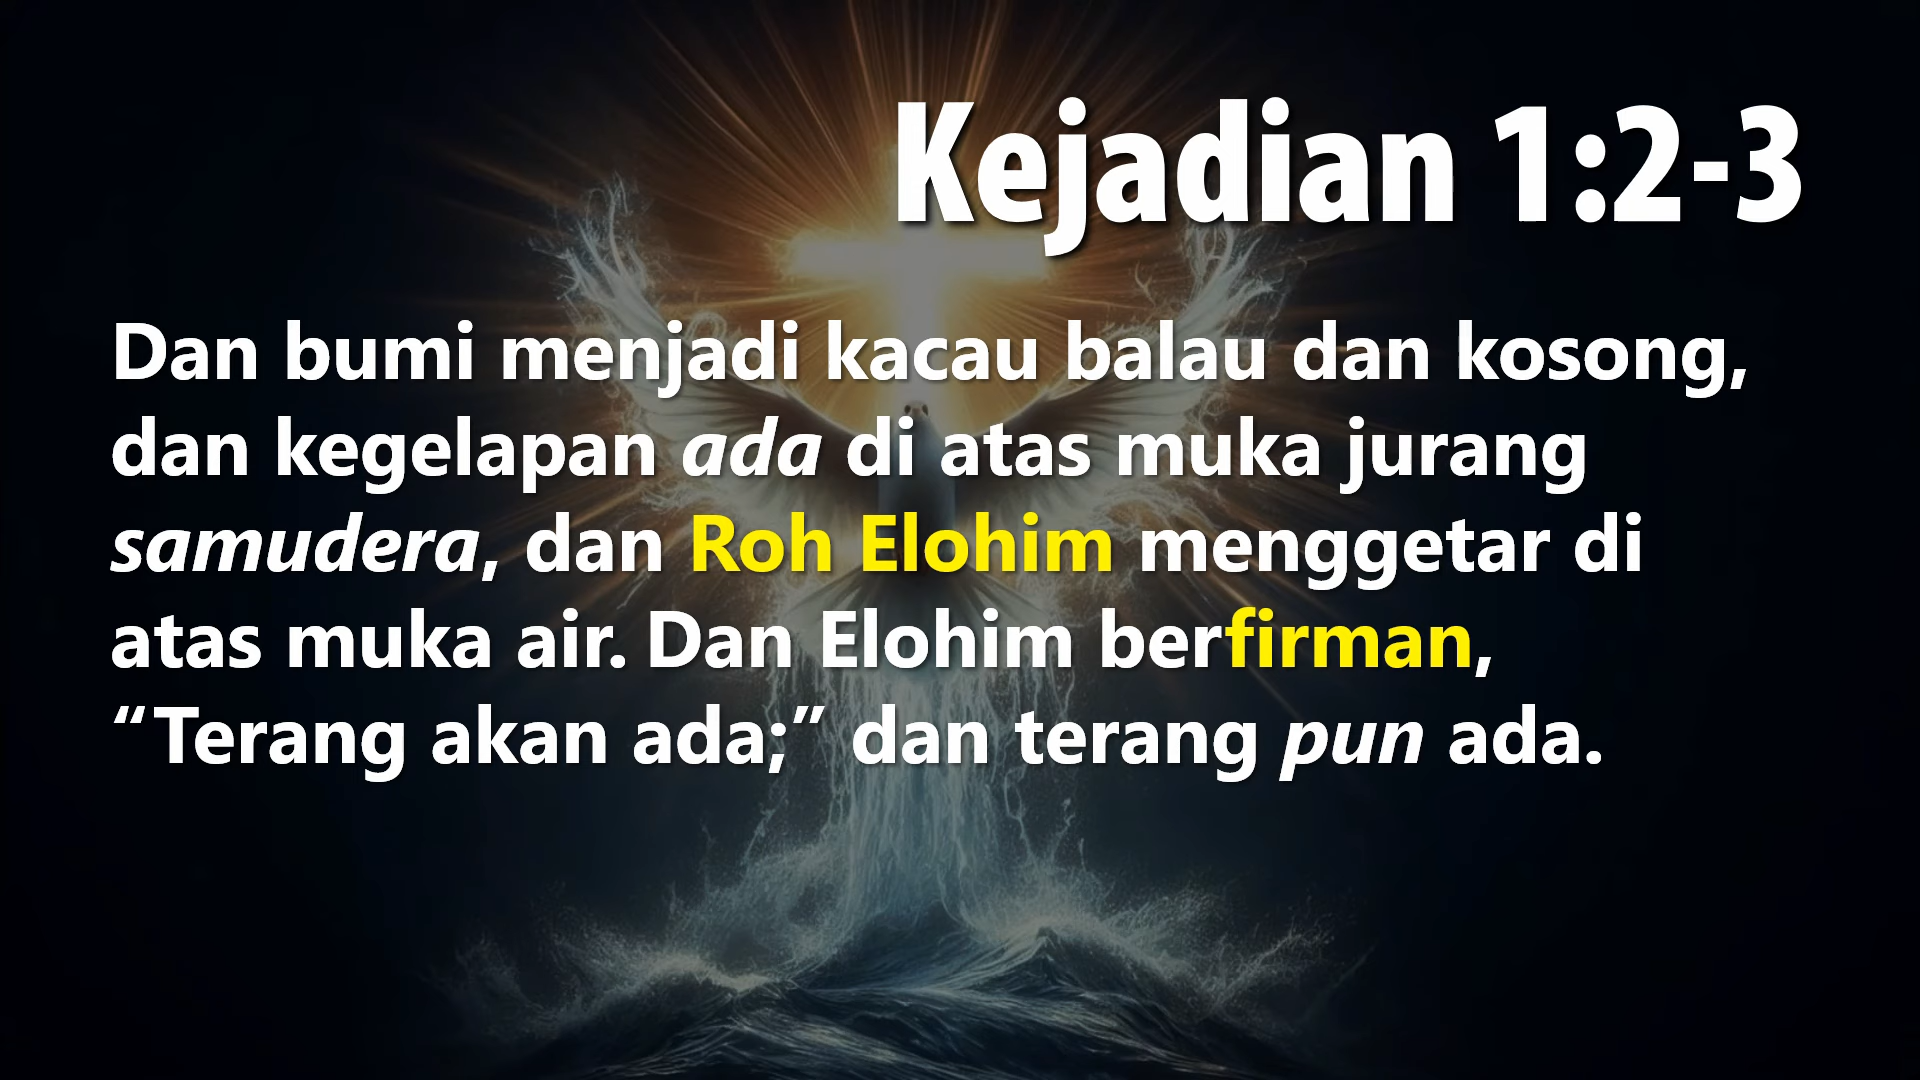 Kejadian 1:2-3
Dan bumi menjadi kacau balau dan kosong,
dan kegelapan ada di atas muka jurang
samudera, dan Roh Elohim menggetar di
atas muka air. Dan Elohim berfirman,
“Terang akan ada;” dan terang pun ada.